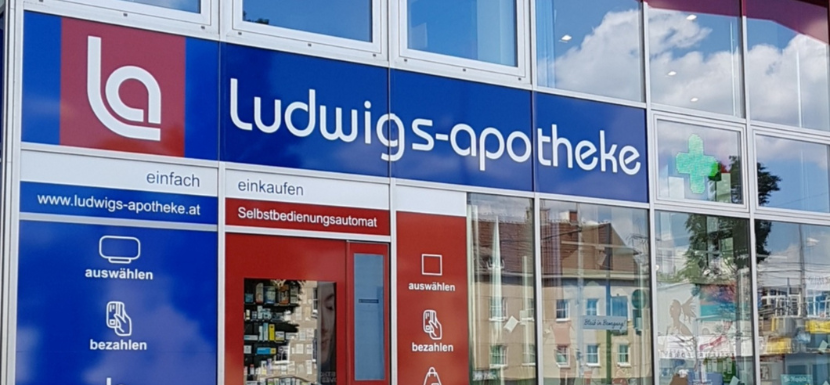 la
ludwigs-apotheke
einfach einkaufen
www.ludwigs-apotheke.at
Selbstbedienungsautomat
auswählen
bezahlen
auswählen
bezahlen